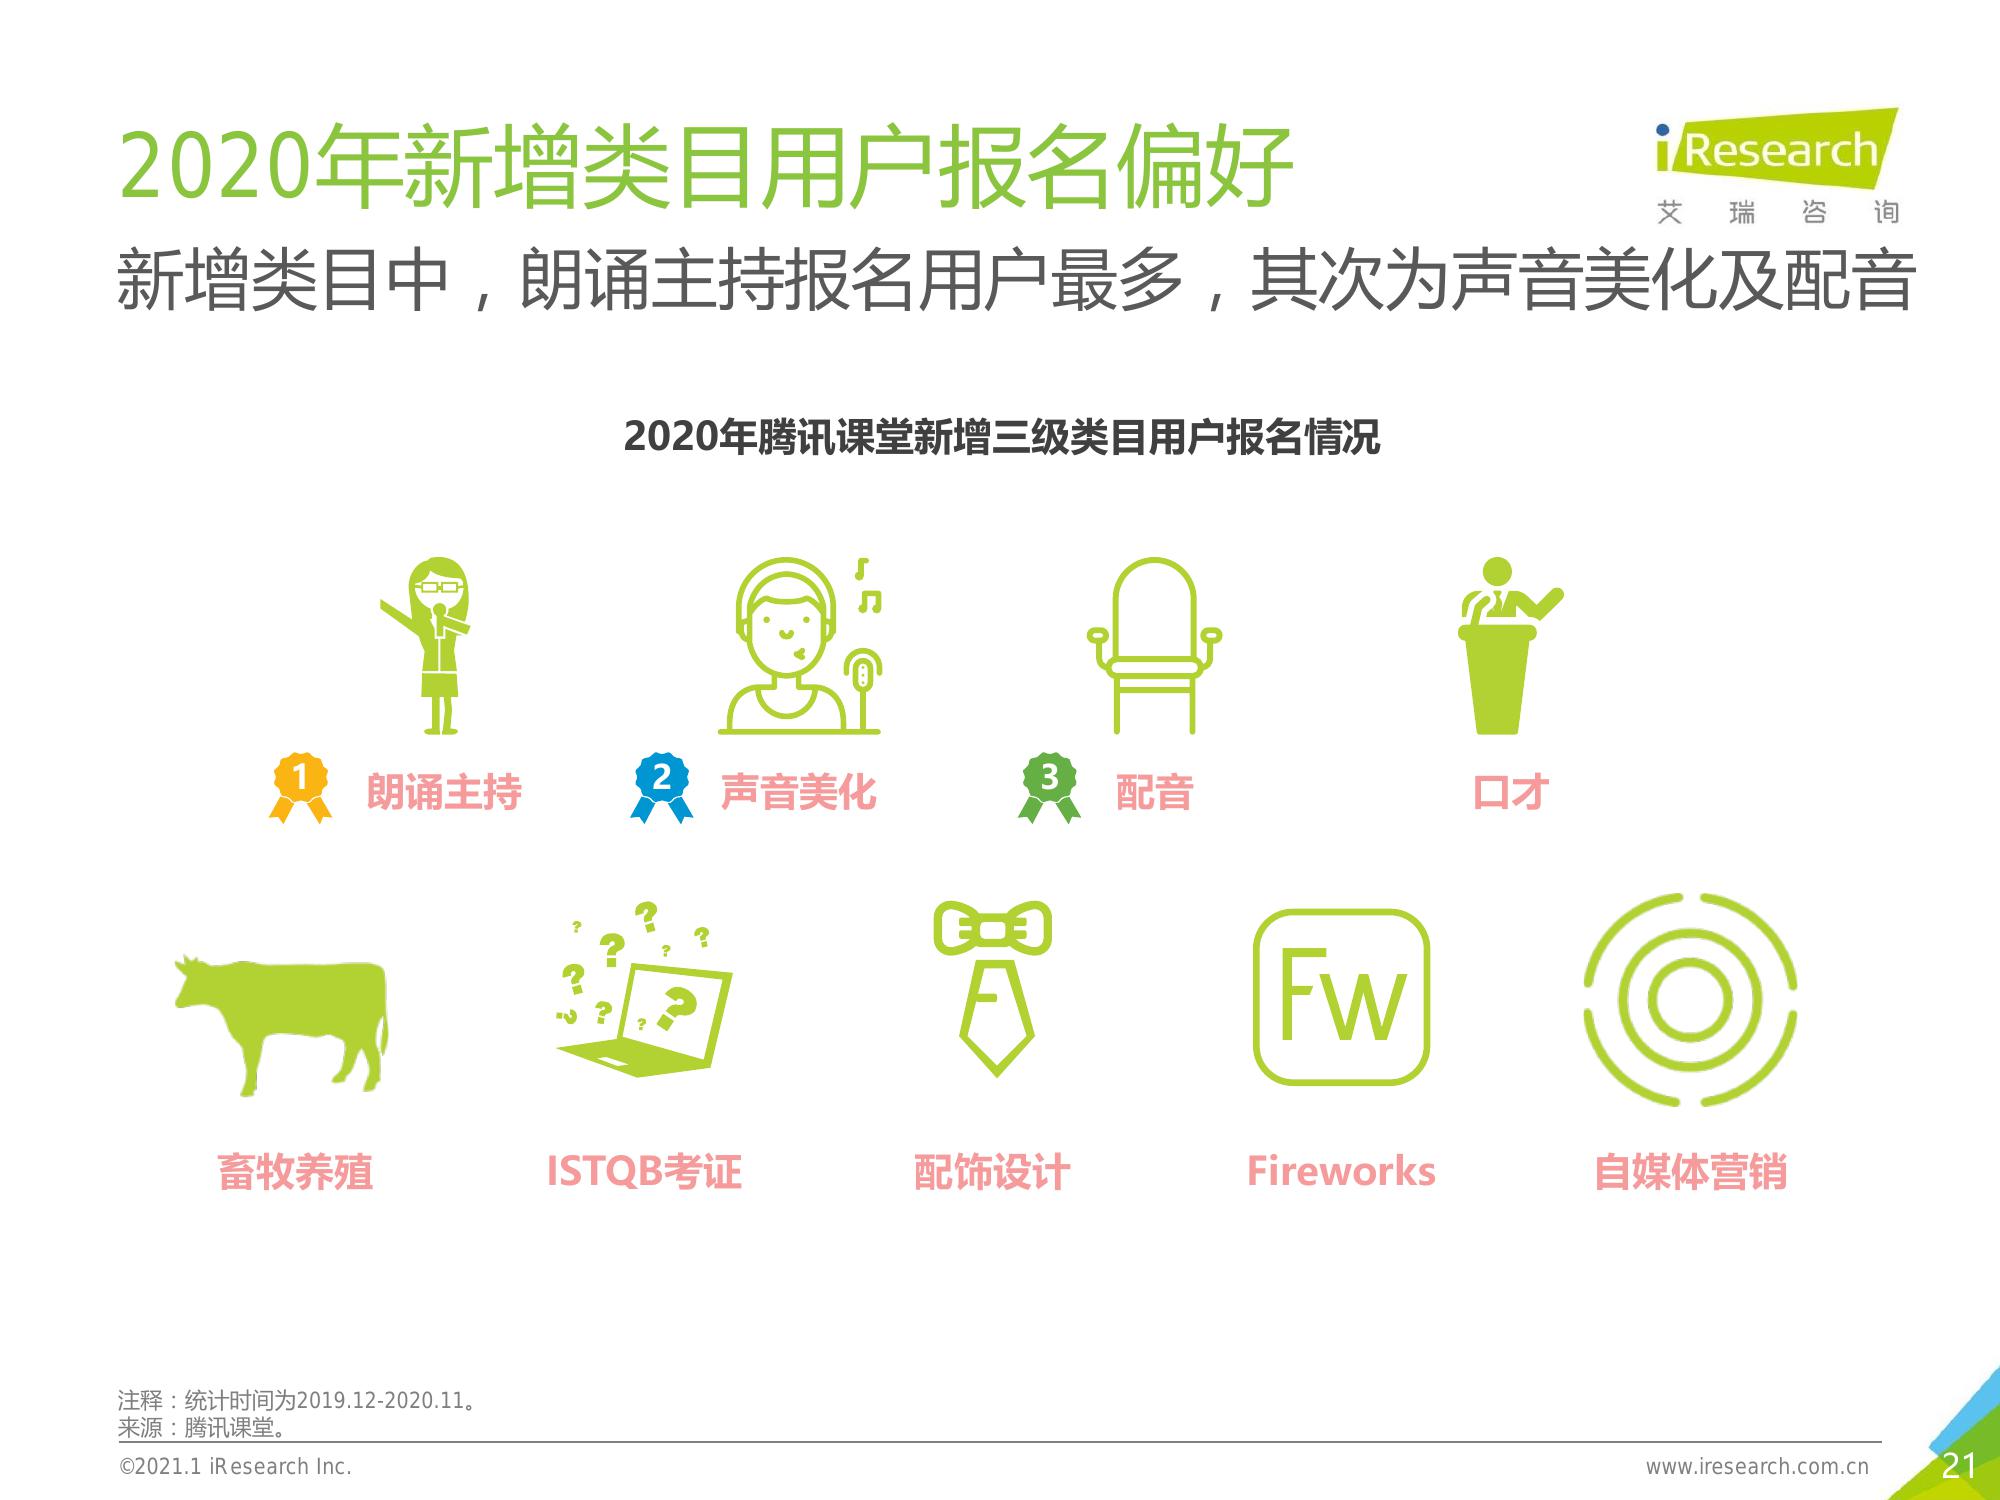 2020年新增类目用户报名偏好
iResearch
艾瑞咨询
新增类目中，朗诵主持报名用户最多，其次为声音美化及配音
2020年腾讯课堂新增三级类目用户报名情况
1 朗诵主持
2 声音美化
3 配音
口才
? ? ? ? ? ? ? ? ? ?
Fw
畜牧养殖
ISTQB考证
配饰设计
Fireworks
自媒体营销
注释：统计时间为2019.12-2020.11。
来源：腾讯课堂。
©2021.1 iResearch Inc.
www.iresearch.com.cn
21